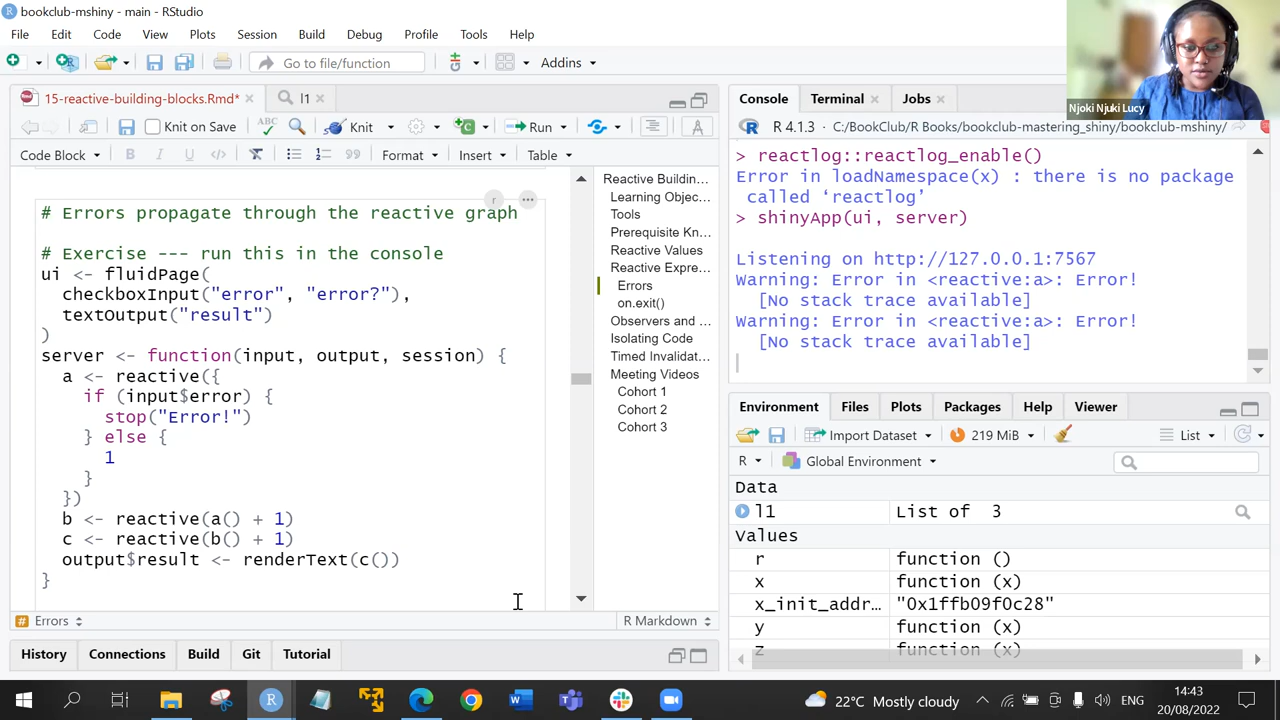 bookclub-mshiny - main - RStudio
File Edit Code View Plots Session Build Debug Profile Tools Help
Go to file/function Addins
Njoki Njuki Lucy
15-reactive-building-blocks.Rmd* l1
Knit on Save Knit Run
Code Block B I U Format Insert Table
# Errors propagate through the reactive graph
# Exercise --- run this in the console
ui <- fluidPage(
checkboxInput("error", "error?"),
textOutput("result")
)
server <- function(input, output, session) {
a <- reactive({
if (input$error) {
stop("Error!")
} else {
1
}
})
b <- reactive(a() + 1)
c <- reactive(b() + 1)
output$result <- renderText(c())
}
# Errors R Markdown
Reactive Buildin...
Learning Objec...
Tools
Prerequisite Kn...
Reactive Values
Reactive Expre...
Errors
on.exit()
Observers and ...
Isolating Code
Timed Invalidat...
Meeting Videos
Cohort 1
Cohort 2
Cohort 3
History Connections Build Git Tutorial
Console Terminal Jobs
R 4.1.3 · C:/BookClub/R Books/bookclub-mastering_shiny/bookclub-mshiny/
> reactlog::reactlog_enable()
Error in loadNamespace(x) : there is no package
called ‘reactlog’
> shinyApp(ui, server)
Listening on http://127.0.0.1:7567
Warning: Error in <reactive:a>: Error!
[No stack trace available]
Warning: Error in <reactive:a>: Error!
[No stack trace available]
Environment Files Plots Packages Help Viewer
Import Dataset 219 MiB List
R Global Environment
Data
l1 List of 3
Values
r function ()
x function (x)
x_init_addr... "0x1ffb09f0c28"
y function (x)
z function (x)
22°C Mostly cloudy ENG 14:43
20/08/2022